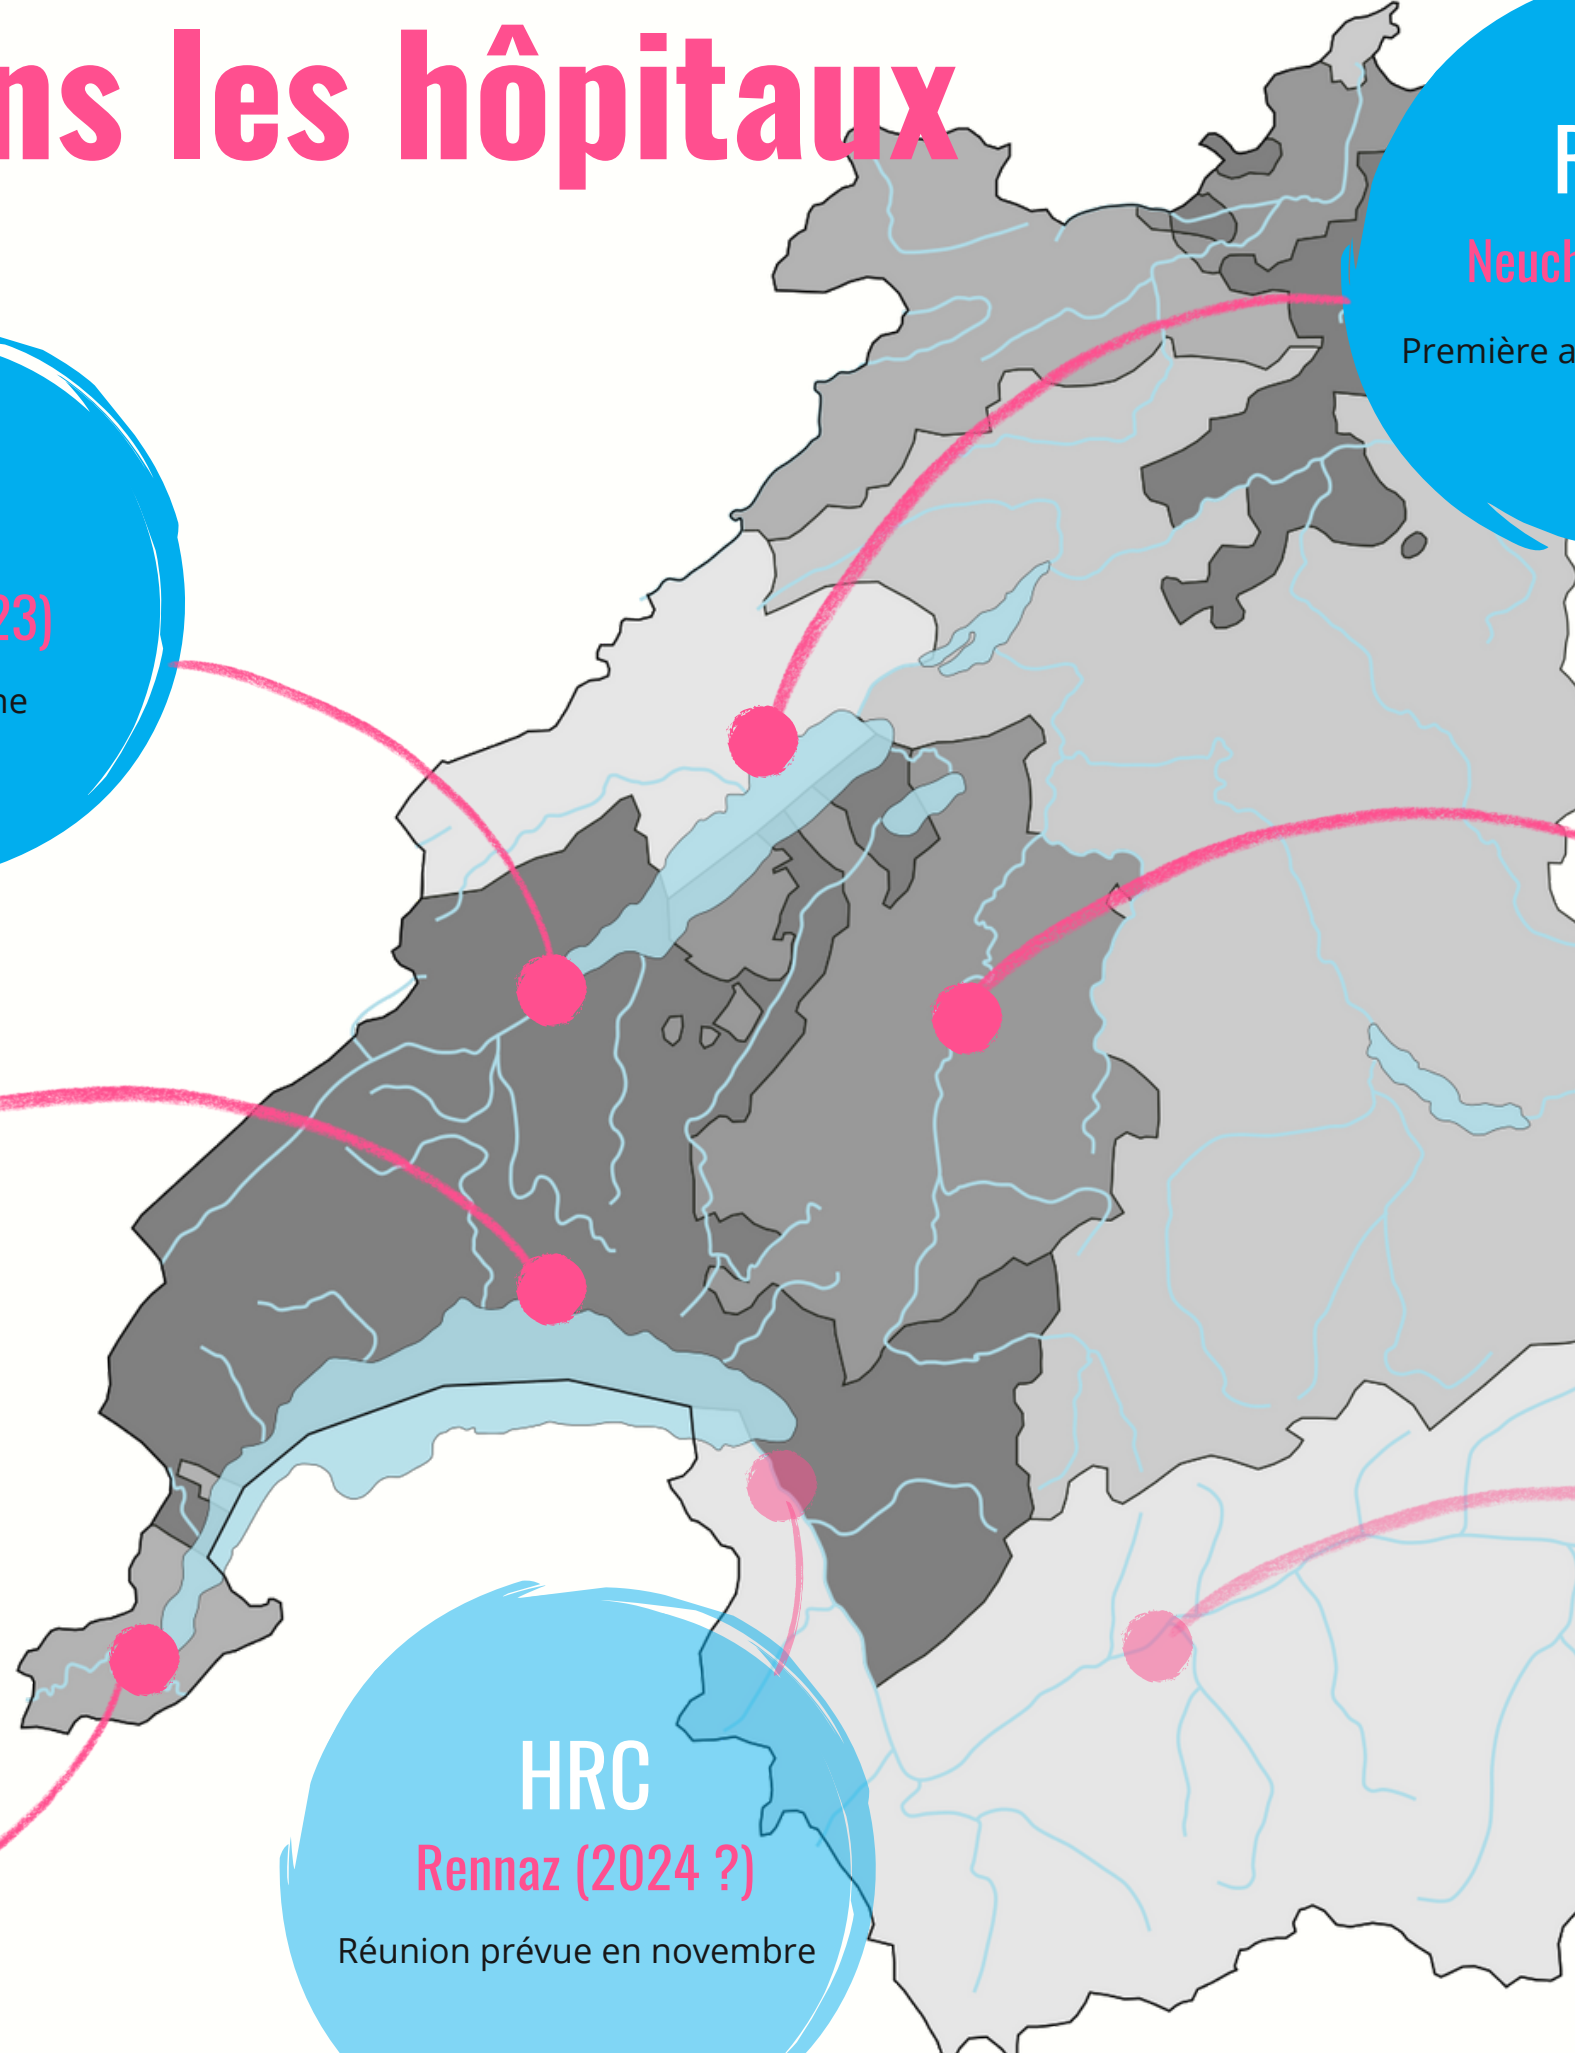 ns les hôpitaux
Neuch
Première a
23)
ne
HRC
Rennaz (2024 ?)
Réunion prévue en novembre